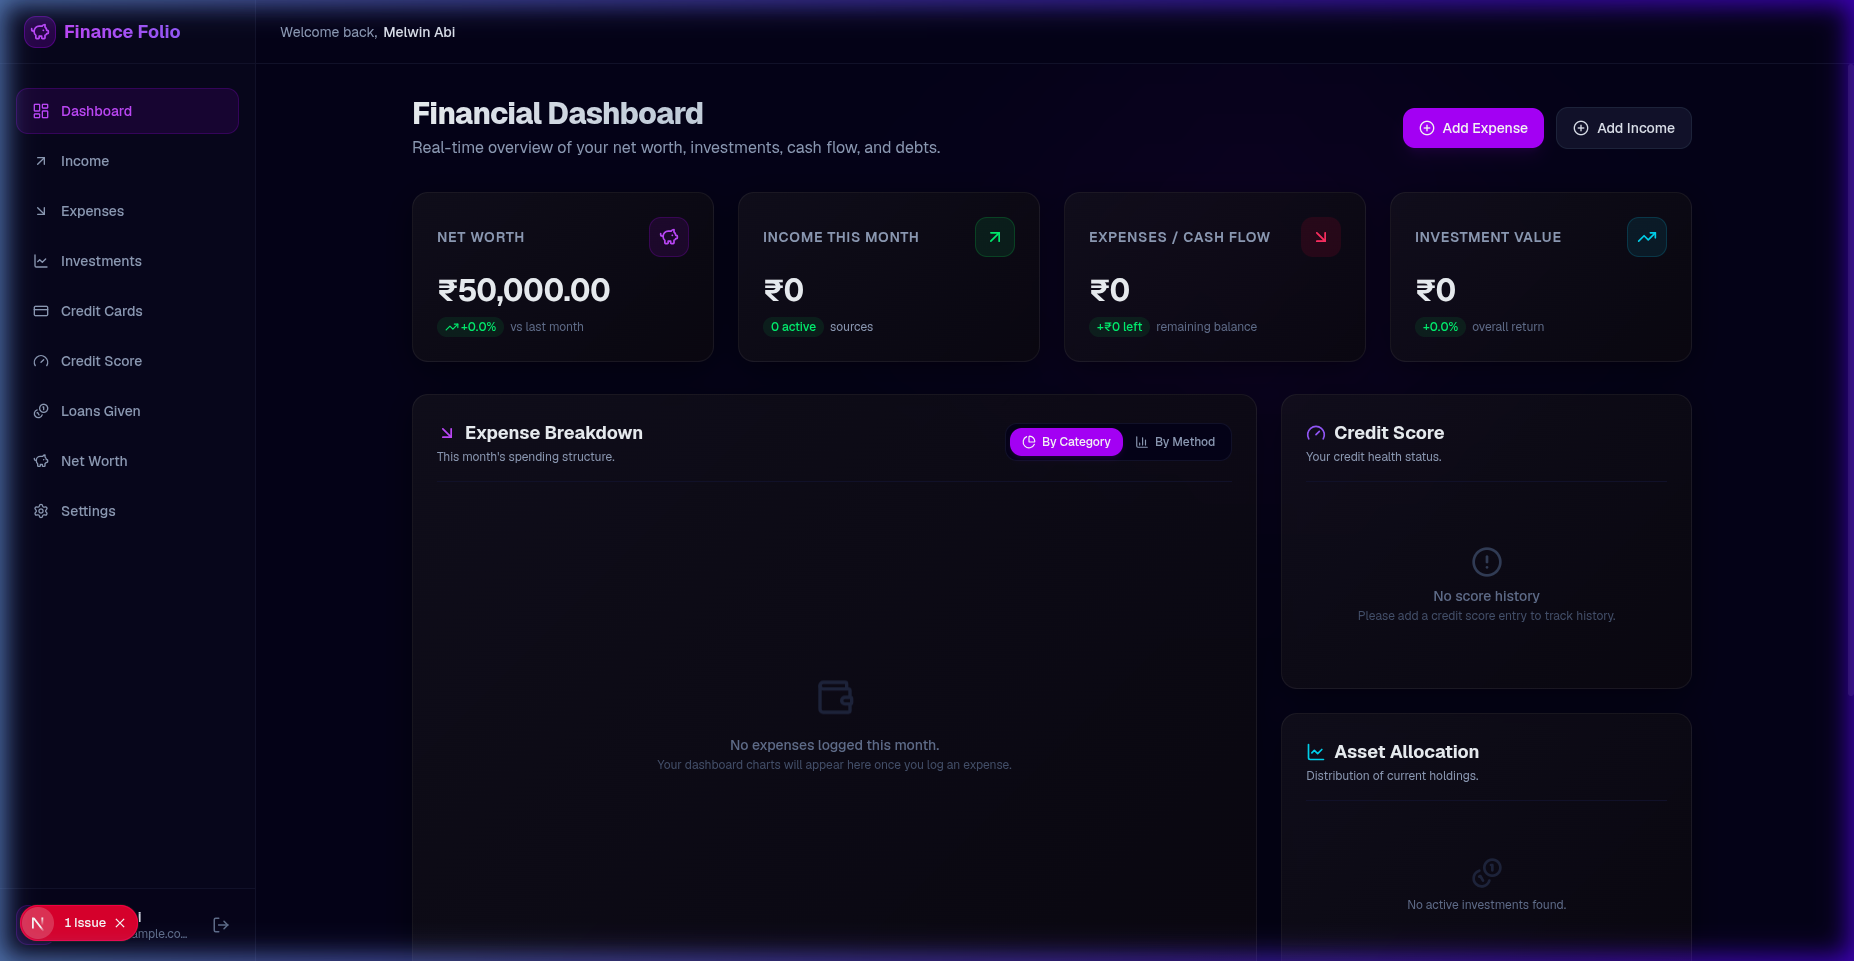 Finance Folio
Welcome back, Melwin Abi
Dashboard
Income
Expenses
Investments
Credit Cards
Credit Score
Loans Given
Net Worth
Settings
1 Issue
ample.co...
Financial Dashboard
Real-time overview of your net worth, investments, cash flow, and debts.
Add Expense
Add Income
NET WORTH
₹50,000.00
+0.0% vs last month
INCOME THIS MONTH
₹0
0 active sources
EXPENSES / CASH FLOW
₹0
+₹0 left remaining balance
INVESTMENT VALUE
₹0
+0.0% overall return
Expense Breakdown
This month's spending structure.
By Category
By Method
No expenses logged this month.
Your dashboard charts will appear here once you log an expense.
Credit Score
Your credit health status.
No score history
Please add a credit score entry to track history.
Asset Allocation
Distribution of current holdings.
No active investments found.